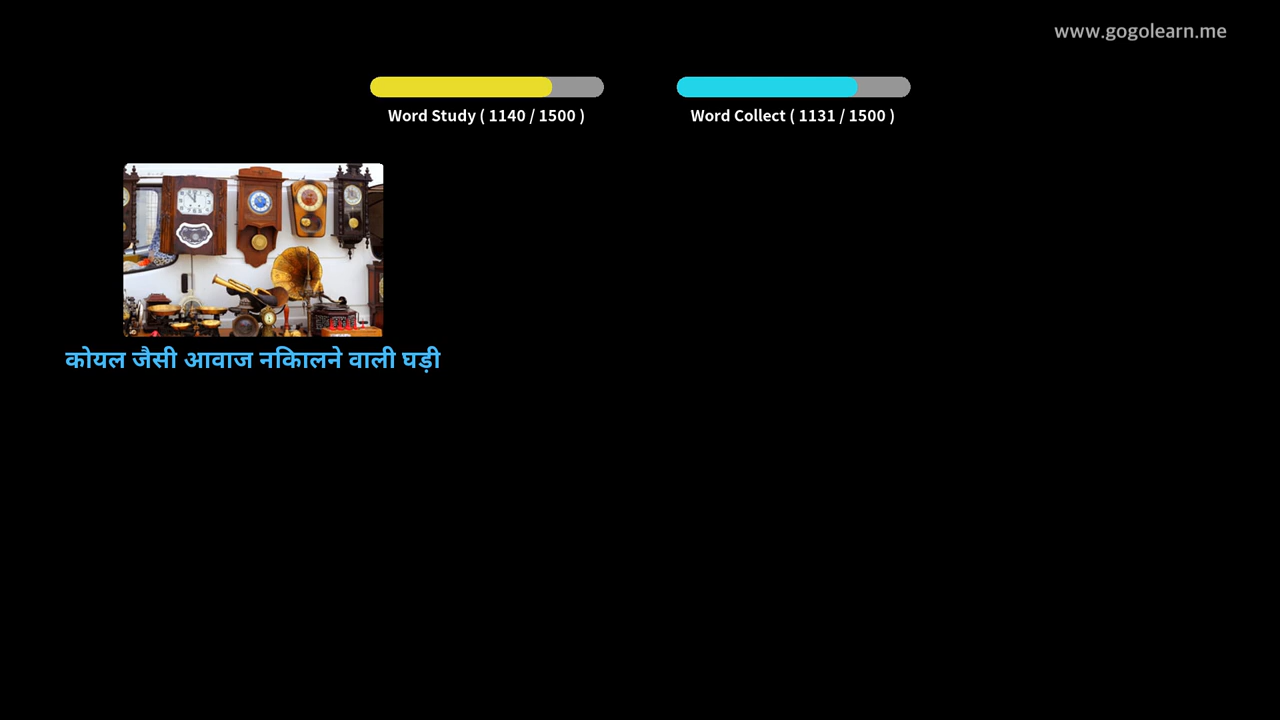 www.gogolearn.me
Word Study ( 1140 / 1500 )
Word Collect ( 1131 / 1500 )
कोयल जैसी आवाज निकालने वाली घड़ी